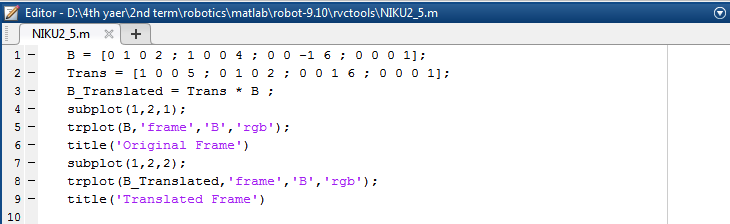 Editor - D:\4th yaer\2nd term\robotics\matlab\robot-9.10\rvctools\NIKU2_5.m
NIKU2_5.m × +
1 - B = [0 1 0 2 ; 1 0 0 4 ; 0 0 -1 6 ; 0 0 0 1];
2 - Trans = [1 0 0 5 ; 0 1 0 2 ; 0 0 1 6 ; 0 0 0 1];
3 - B_Translated = Trans * B ;
4 - subplot(1,2,1);
5 - trplot(B,'frame','B','rgb');
6 - title('Original Frame')
7 - subplot(1,2,2);
8 - trplot(B_Translated,'frame','B','rgb');
9 - title('Translated Frame')
10